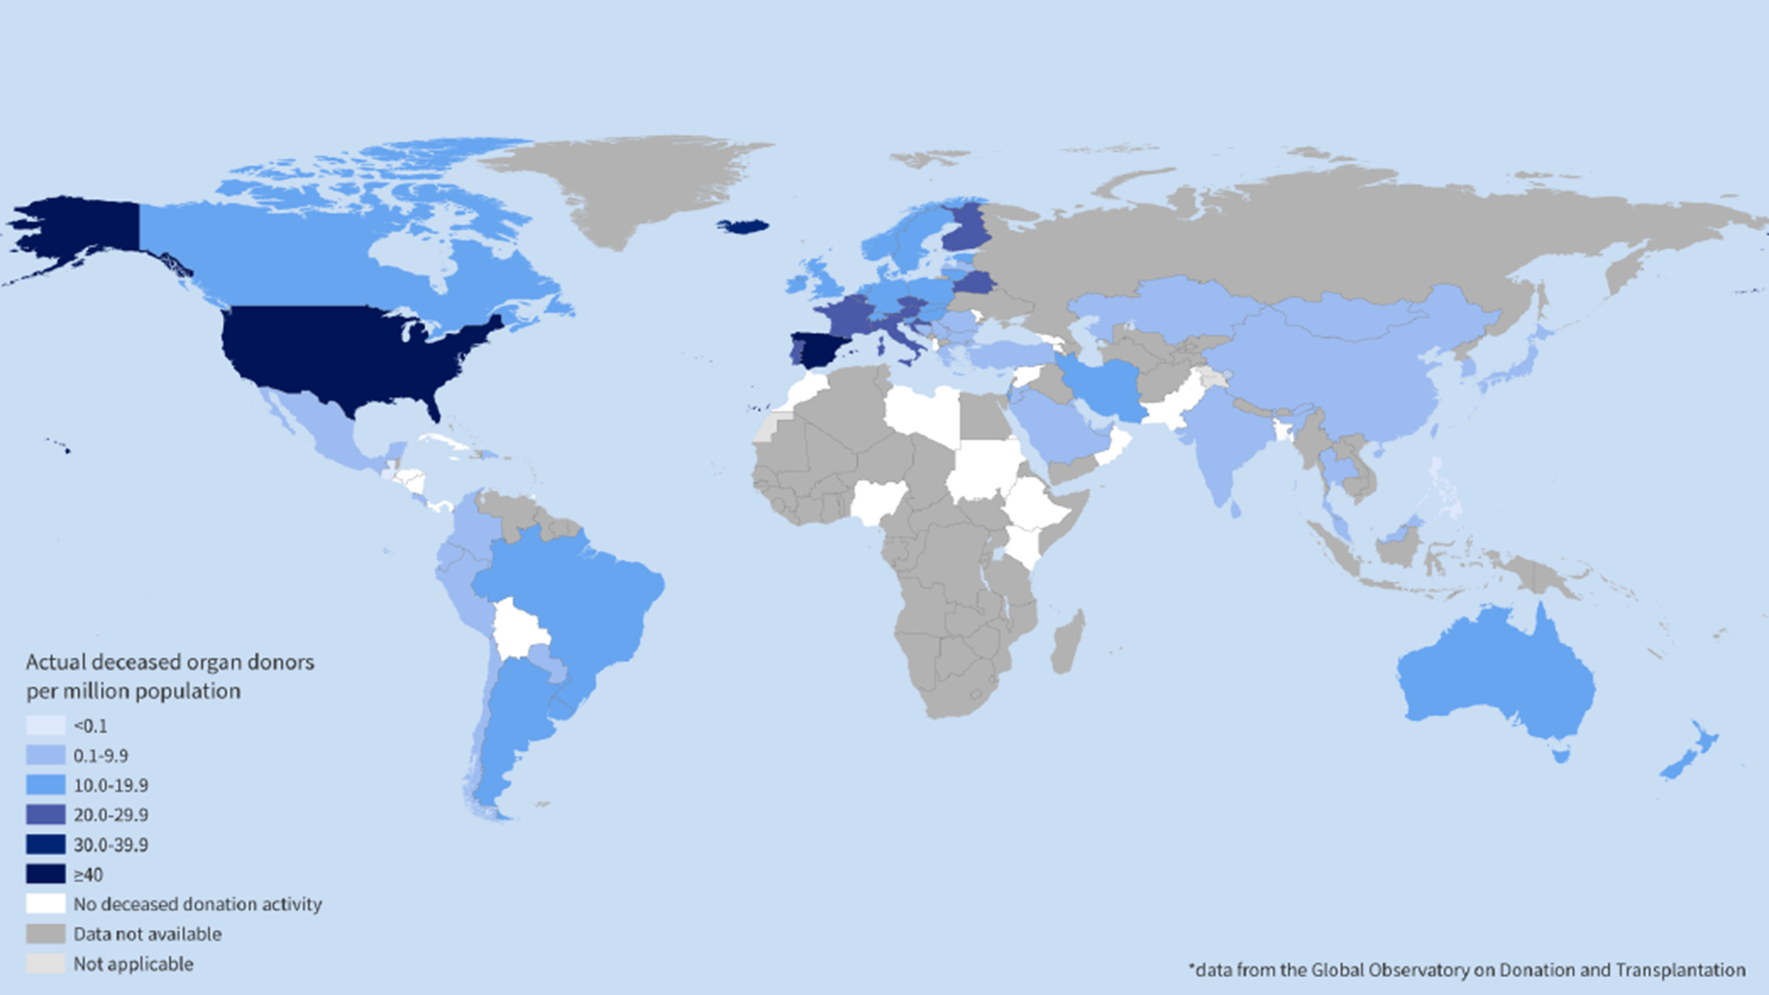 Actual deceased organ donors
per million population
<0.1
0.1-9.9
10.0-19.9
20.0-29.9
30.0-39.9
≥40
No deceased donation activity
Data not available
Not applicable
*data from the Global Observatory on Donation and Transplantation